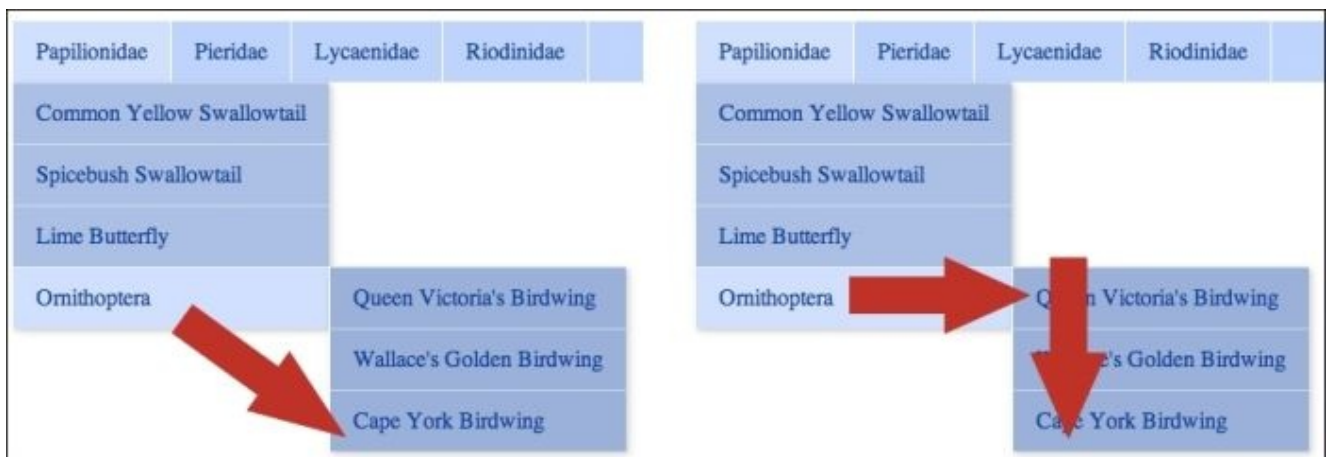 Papilionidae Pieridae Lycaenidae Riodinidae
Common Yellow Swallowtail
Spicebush Swallowtail
Lime Butterfly
Ornithoptera Queen Victoria's Birdwing
Wallace's Golden Birdwing
Cape York Birdwing
Papilionidae Pieridae Lycaenidae Riodinidae
Common Yellow Swallowtail
Spicebush Swallowtail
Lime Butterfly
Ornithoptera Victoria's Birdwing
Golden Birdwing
York Birdwing